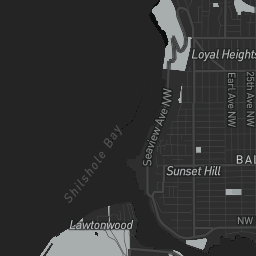 Loyal Heights
Earl Ave NW
25th Ave NW
Seaview Ave NW
Shilshole Bay
BAL
Sunset Hill
NW
Lawtonwood